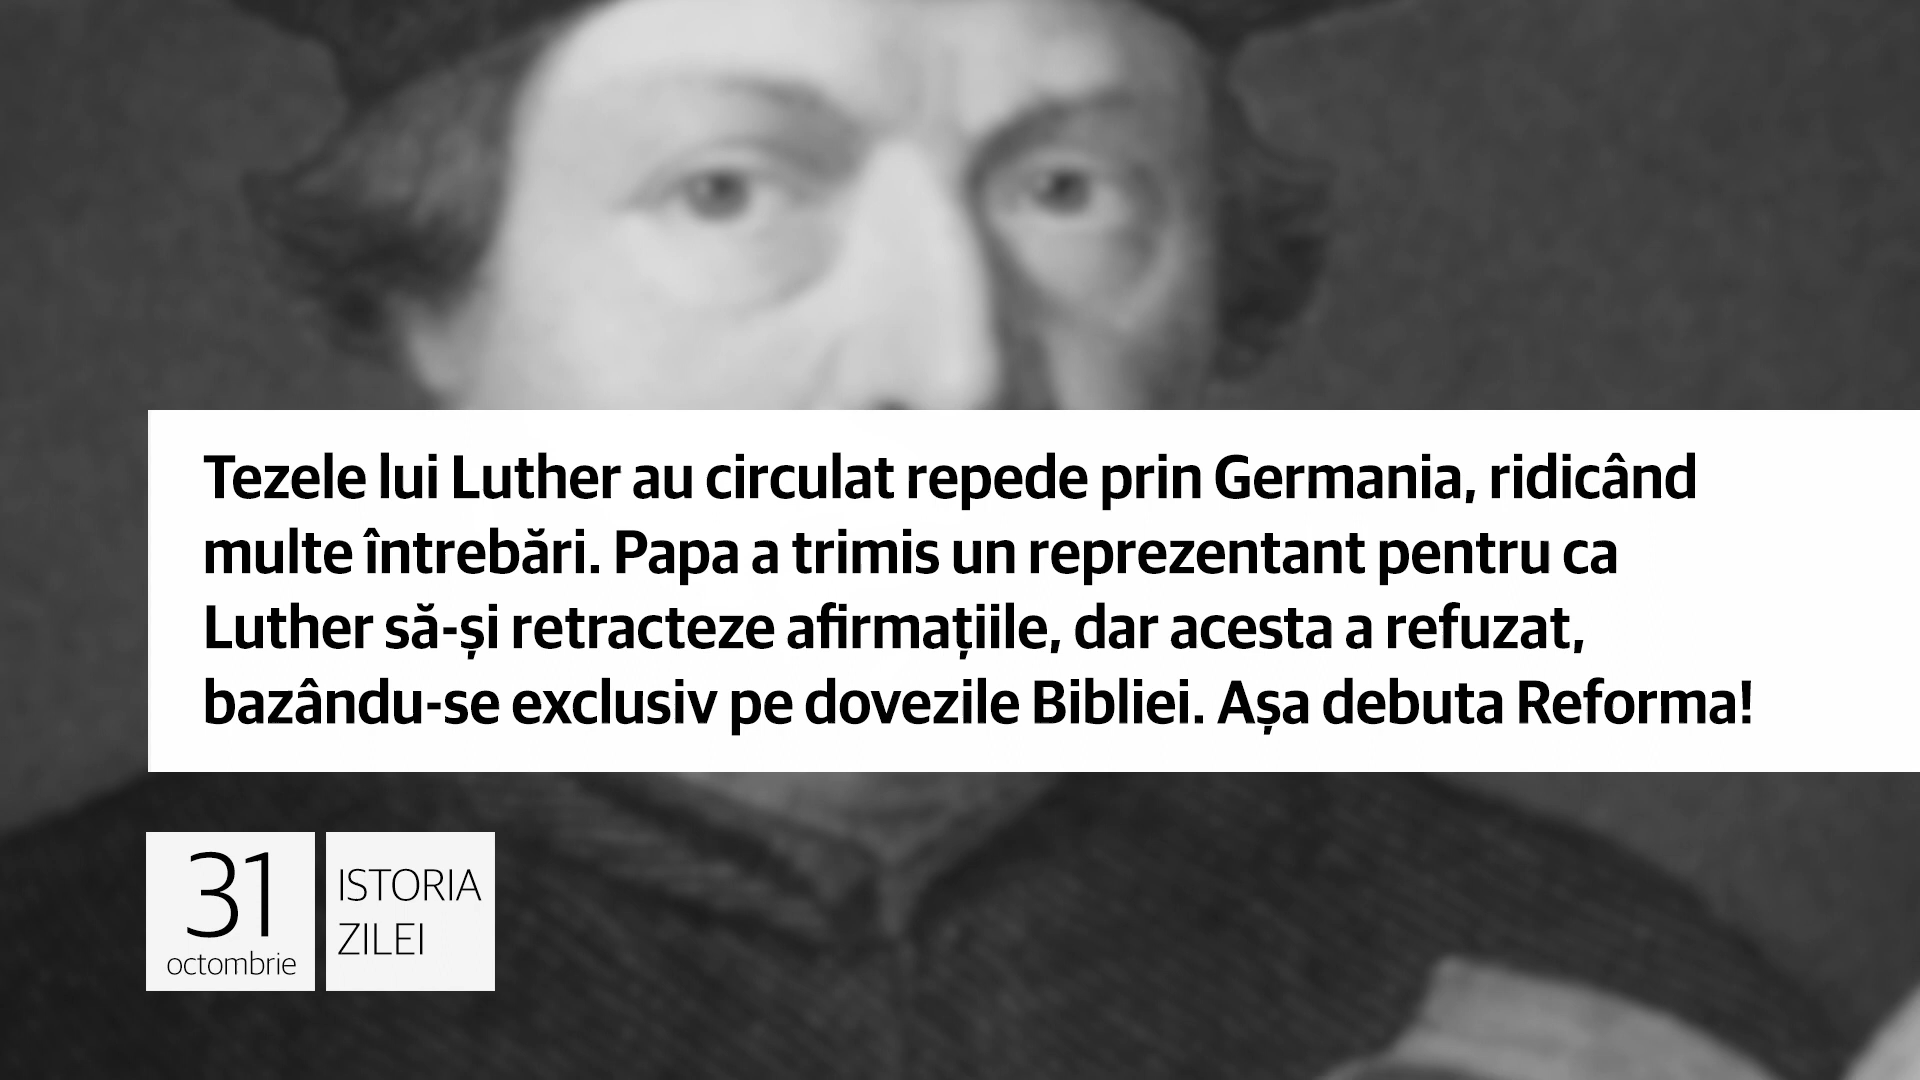 Tezele lui Luther au circulat repede prin Germania, ridicând
multe întrebări. Papa a trimis un reprezentant pentru ca
Luther să-și retracteze afirmațiile, dar acesta a refuzat,
bazându-se exclusiv pe dovezile Bibliei. Așa debuta Reforma!
31
octombrie
ISTORIA
ZILEI